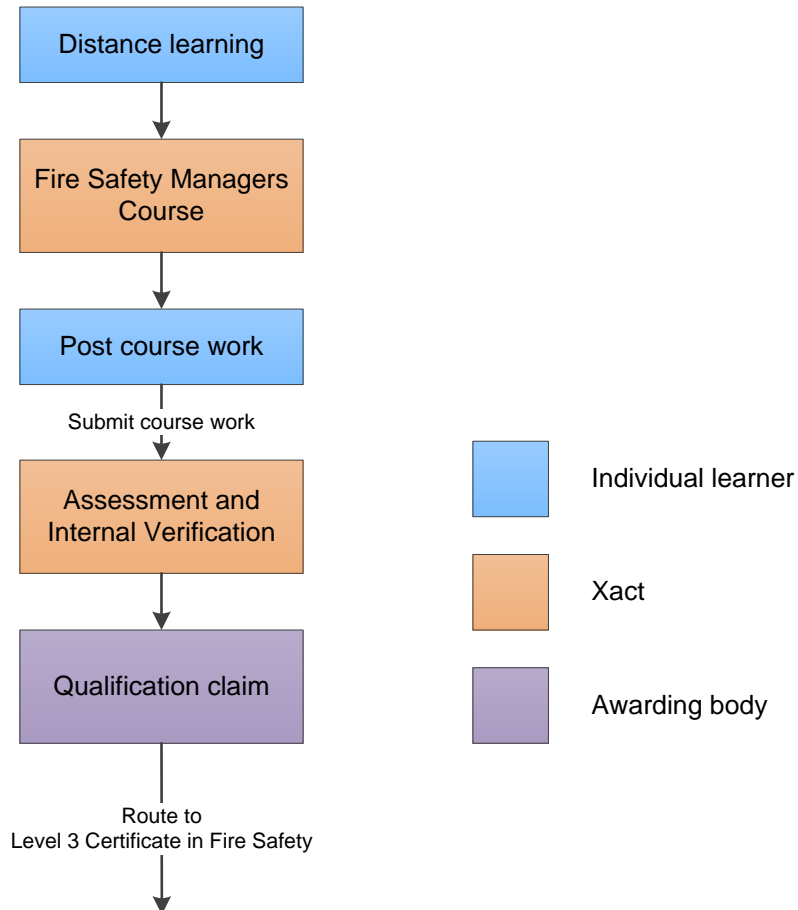 Distance learning
Fire Safety Managers
Course
Post course work
Submit course work
Assessment and
Internal Verification
Qualification claim
Route to
Level 3 Certificate in Fire Safety
Individual learner
Xact
Awarding body